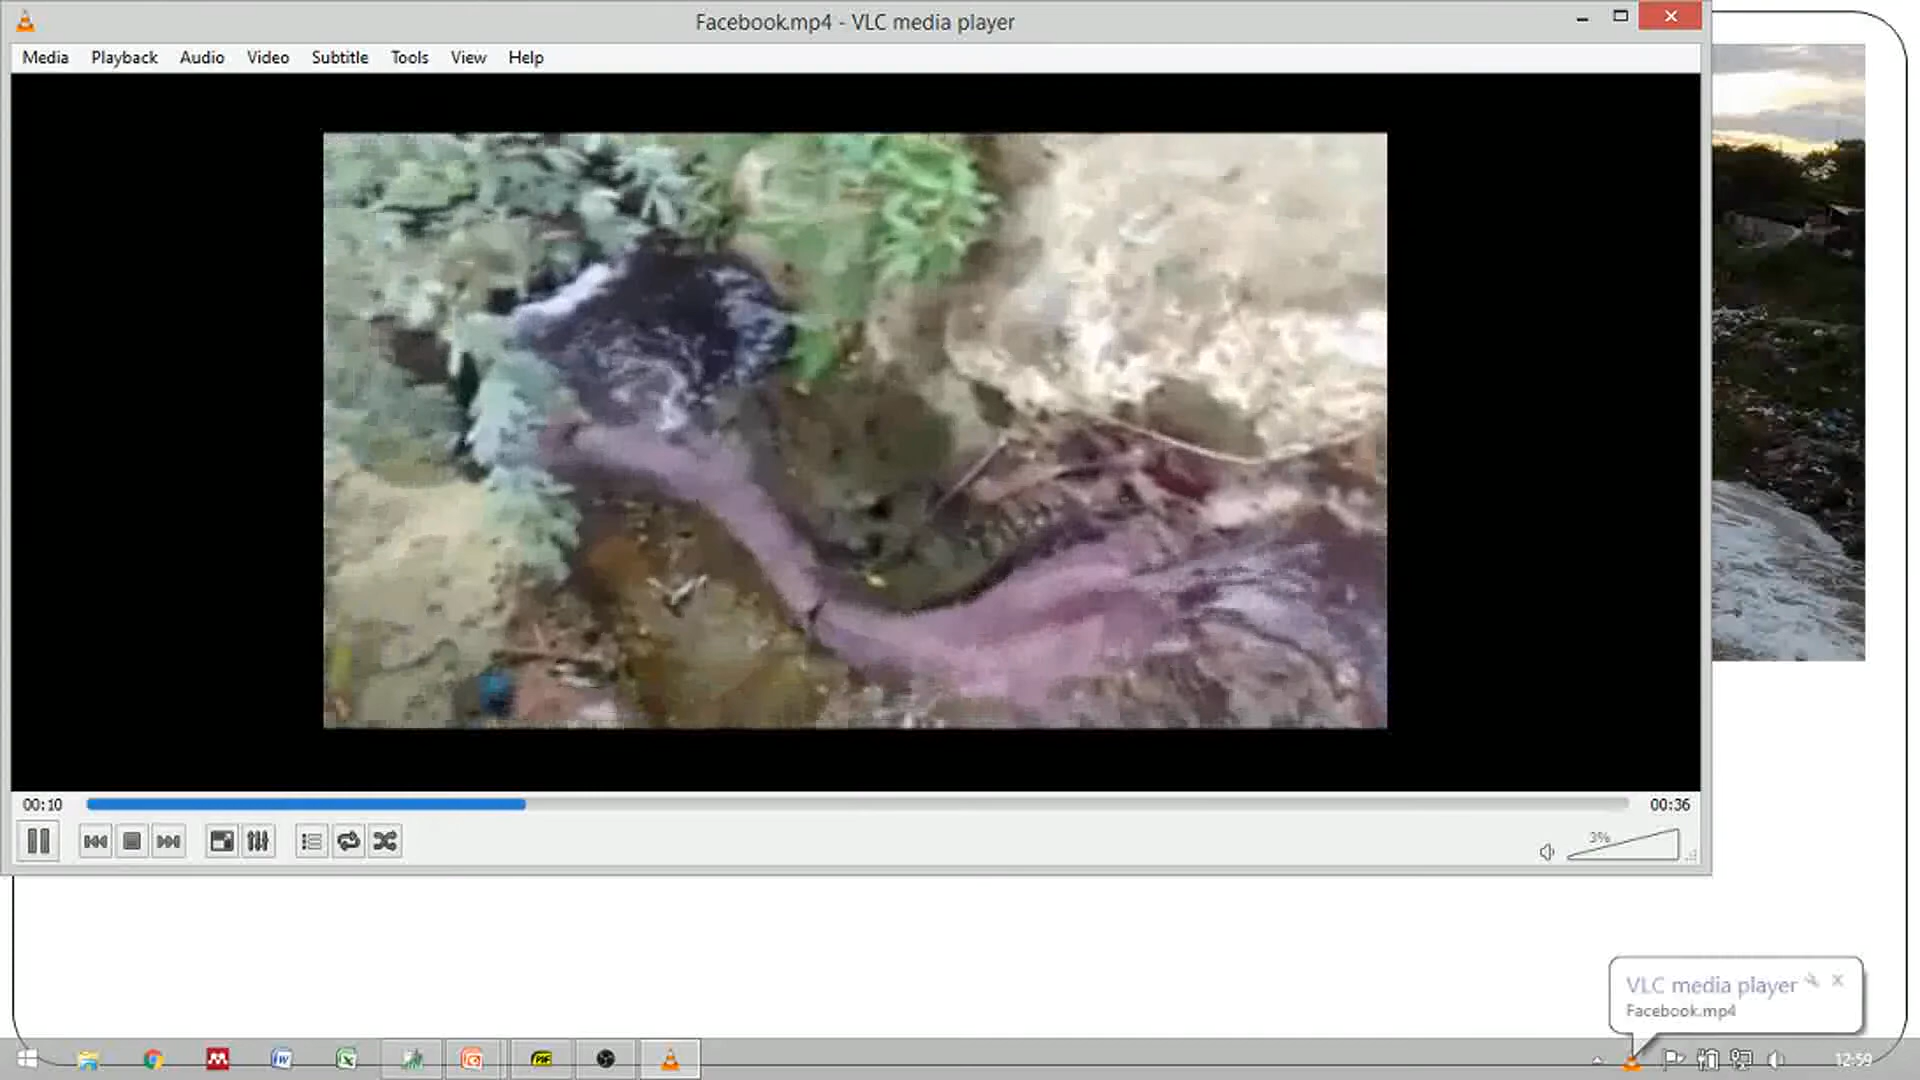 Facebook.mp4 - VLC media player
Media Playback Audio Video Subtitle Tools View Help
00:10
00:36
3%
VLC media player
Facebook.mp4
12:59